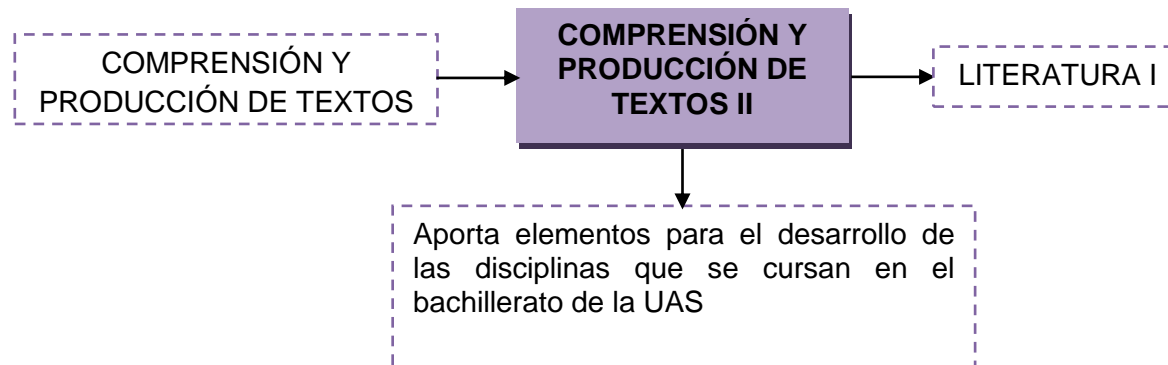 COMPRENSIÓN Y
PRODUCCIÓN DE TEXTOS
COMPRENSIÓN Y
PRODUCCIÓN DE
TEXTOS II
LITERATURA I
Aporta elementos para el desarrollo de
las disciplinas que se cursan en el
bachillerato de la UAS